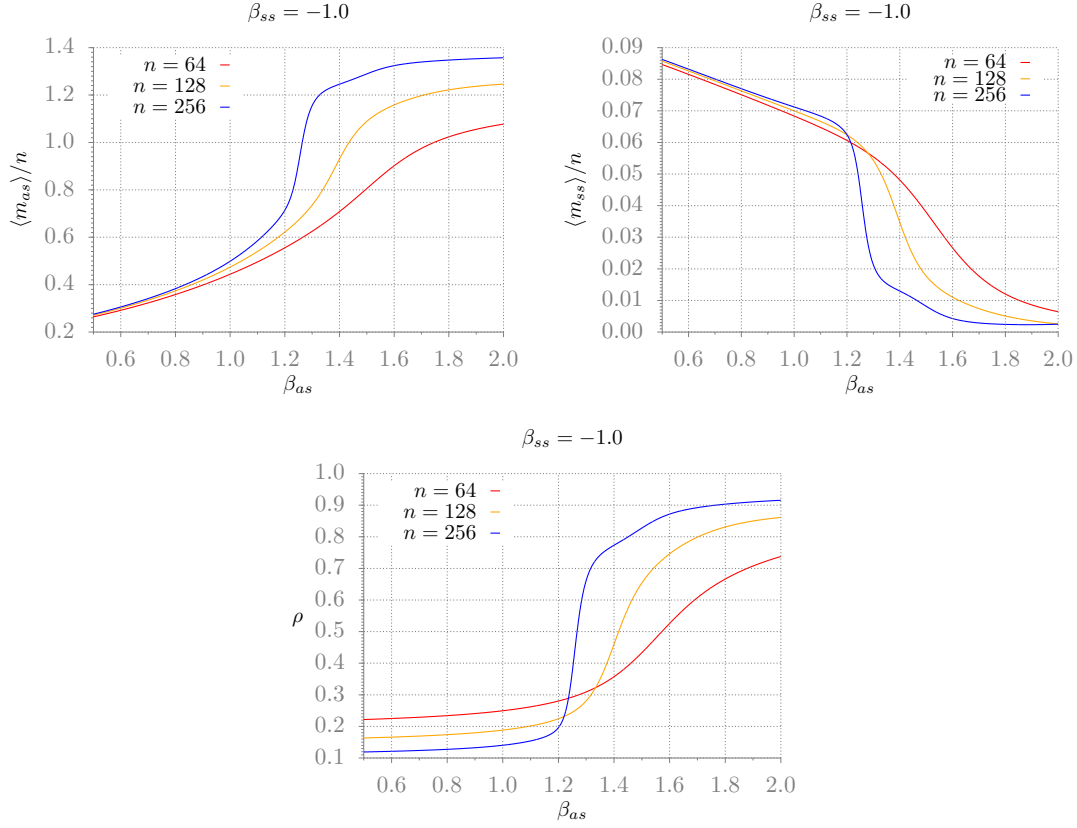 β_ss = −1.0
⟨m_as⟩/n
1.4
1.2
1.0
0.8
0.6
0.4
0.2
n = 64
n = 128
n = 256
0.6 0.8 1.0 1.2 1.4 1.6 1.8 2.0
β_as
β_ss = −1.0
⟨m_ss⟩/n
0.09
0.08
0.07
0.06
0.05
0.04
0.03
0.02
0.01
0.00
n = 64
n = 128
n = 256
0.6 0.8 1.0 1.2 1.4 1.6 1.8 2.0
β_as
β_ss = −1.0
ρ
1.0
0.9
0.8
0.7
0.6
0.5
0.4
0.3
0.2
0.1
n = 64
n = 128
n = 256
0.6 0.8 1.0 1.2 1.4 1.6 1.8 2.0
β_as